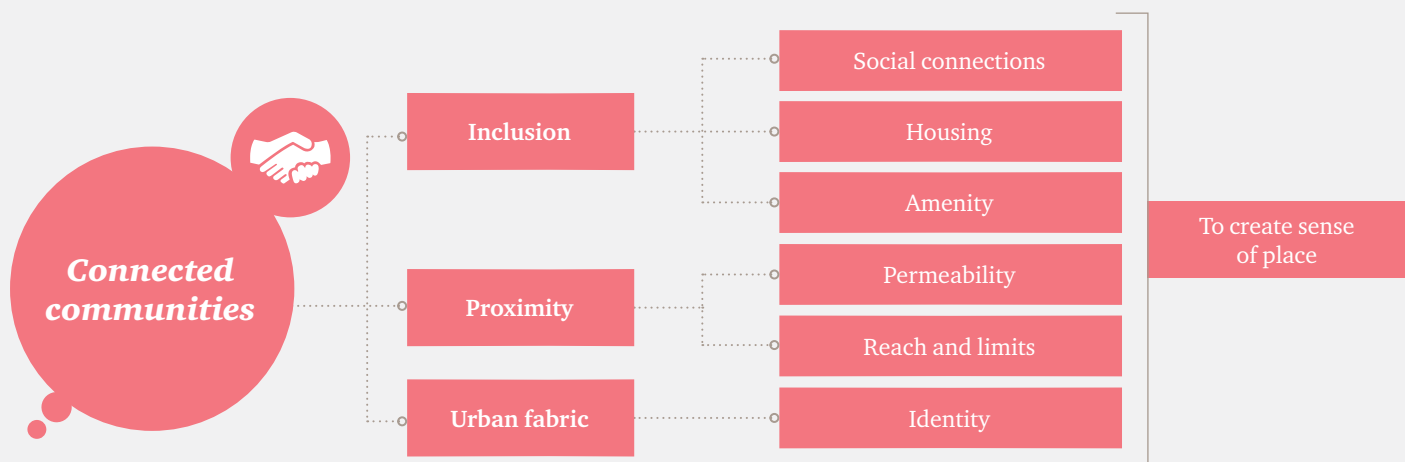 Connected
communities
Inclusion
Social connections
Housing
Amenity
Proximity
Permeability
Reach and limits
Urban fabric
Identity
To create sense
of place